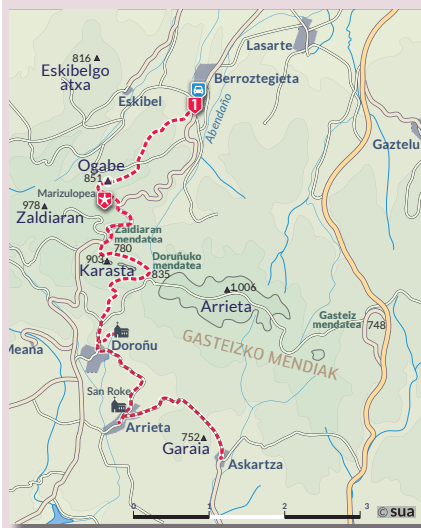 Lasarte
816
Eskibelgo
atxa
Berroztegieta
Eskibel
1
Abendaño
Gaztelu
Ogabe
851
Marizulopea
978
Zaldiaran
Zaldiaran
mendatea
780
Doruñuko
mendatea
903
Karasta
835
1.006
Arrieta
Gasteiz
mendatea
748
GASTEIZKO MENDIAK
Meana
Doroñu
San Roke
Arrieta
752
Garaia
Askartza
0 1 2 3
© sua